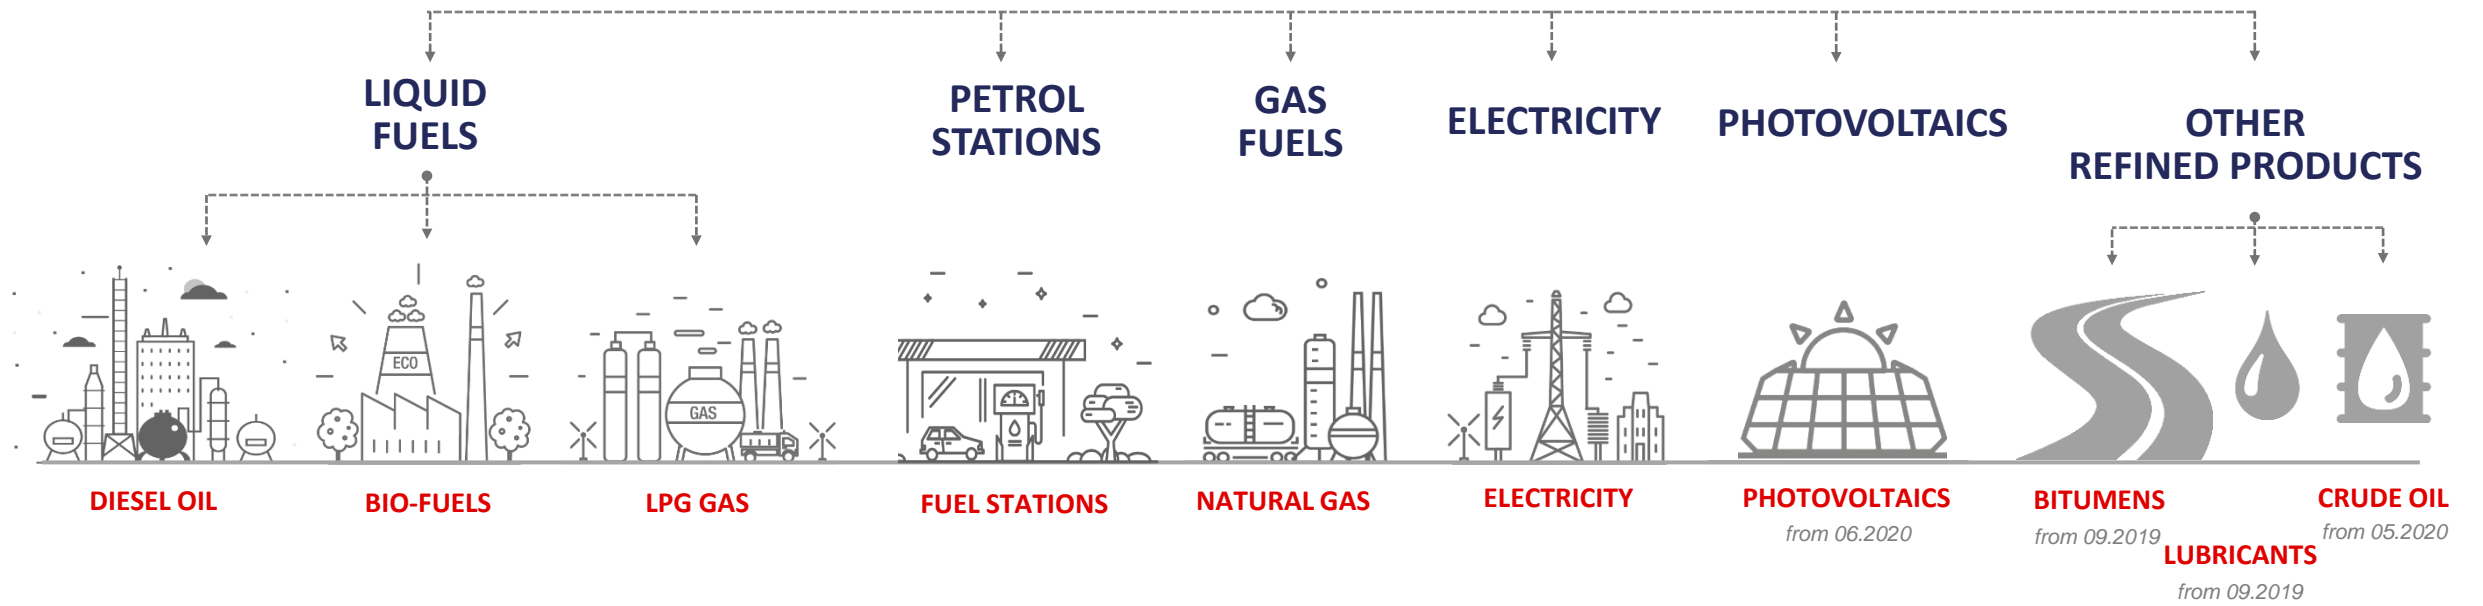 LIQUID
FUELS
PETROL
STATIONS
GAS
FUELS
ELECTRICITY
PHOTOVOLTAICS
OTHER
REFINED PRODUCTS
ECO
GAS
DIESEL OIL
BIO-FUELS
LPG GAS
FUEL STATIONS
NATURAL GAS
ELECTRICITY
PHOTOVOLTAICS
from 06.2020
BITUMENS
from 09.2019
LUBRICANTS
from 09.2019
CRUDE OIL
from 05.2020